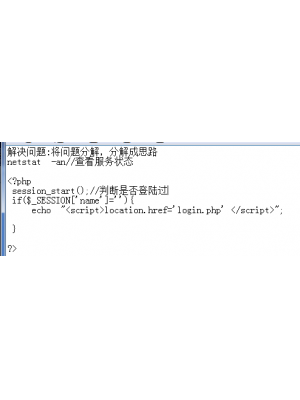 解决问题:将问题分解，分解成思路
netstat  -an//查看服务状态
<?php
session_start();//判断是否登陆过
if($_SESSION['name']=''){
echo  "<script>location.href='login.php' </script>";
}
?>